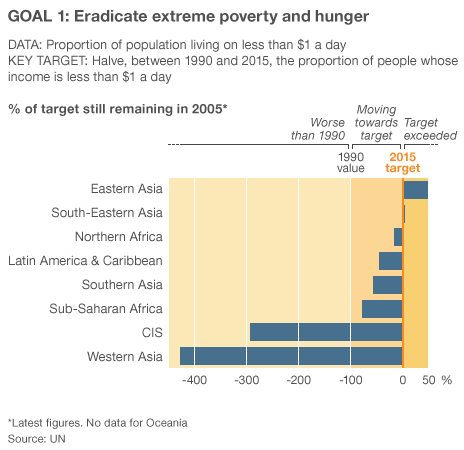 GOAL 1: Eradicate extreme poverty and hunger
DATA: Proportion of population living on less than $1 a day
KEY TARGET: Halve, between 1990 and 2015, the proportion of people whose
income is less than $1 a day
% of target still remaining in 2005*
Worse
than 1990
Moving
towards
target
Target
exceeded
1990
value
2015
target
Eastern Asia
South-Eastern Asia
Northern Africa
Latin America & Caribbean
Southern Asia
Sub-Saharan Africa
CIS
Western Asia
-400 -300 -200 -100 0 50 %
*Latest figures. No data for Oceania
Source: UN